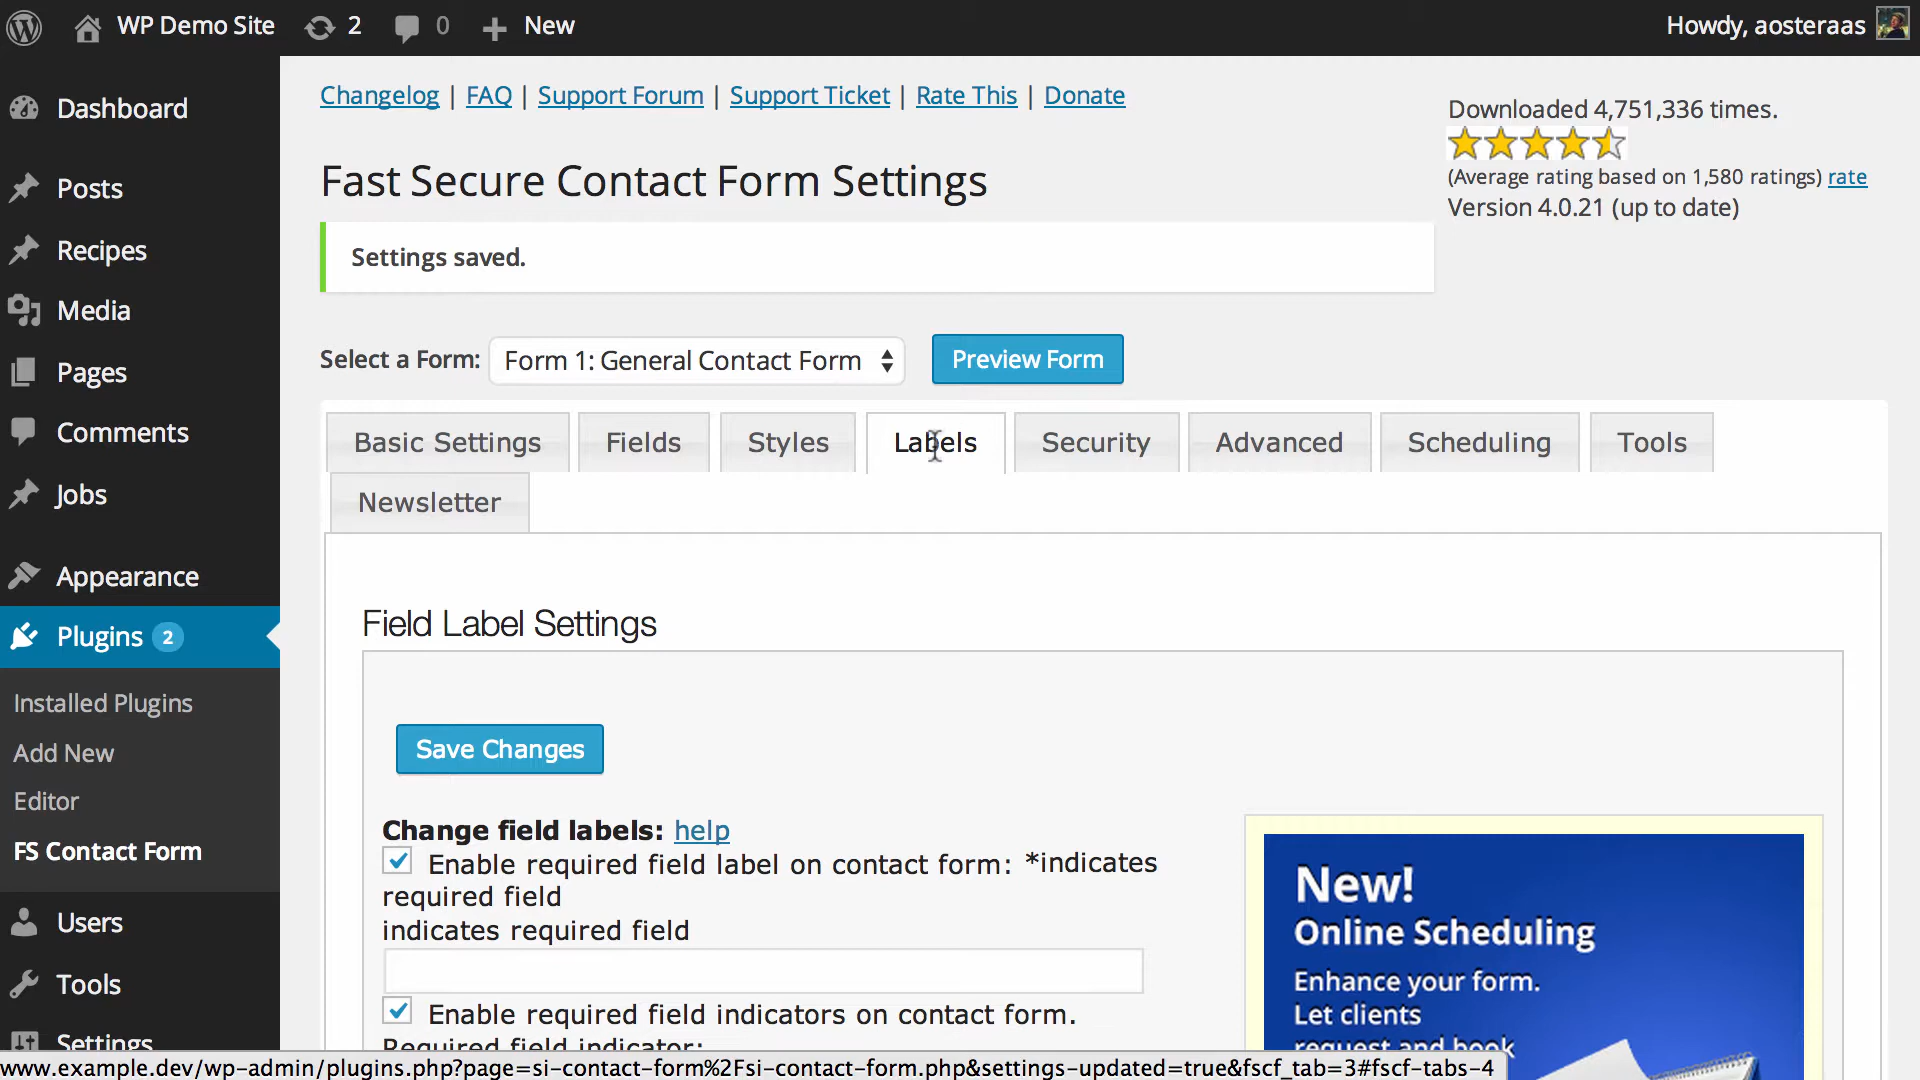 WP Demo Site 2 0 New Howdy, aosteraas
Dashboard
Posts
Recipes
Media
Pages
Comments
Jobs
Appearance
Plugins 2
Installed Plugins
Add New
Editor
FS Contact Form
Users
Tools
Settings
Changelog | FAQ | Support Forum | Support Ticket | Rate This | Donate
Downloaded 4,751,336 times.
(Average rating based on 1,580 ratings) rate
Version 4.0.21 (up to date)
Fast Secure Contact Form Settings
Settings saved.
Select a Form: Form 1: General Contact Form Preview Form
Basic Settings Fields Styles Labels Security Advanced Scheduling Tools
Newsletter
Field Label Settings
Save Changes
Change field labels: help
Enable required field label on contact form: *indicates
required field
indicates required field
Enable required field indicators on contact form.
Required field indicator:
New!
Online Scheduling
Enhance your form.
Let clients
request and book
www.example.dev/wp-admin/plugins.php?page=si-contact-form%2Fsi-contact-form.php&settings-updated=true&fscf_tab=3#fscf-tabs-4